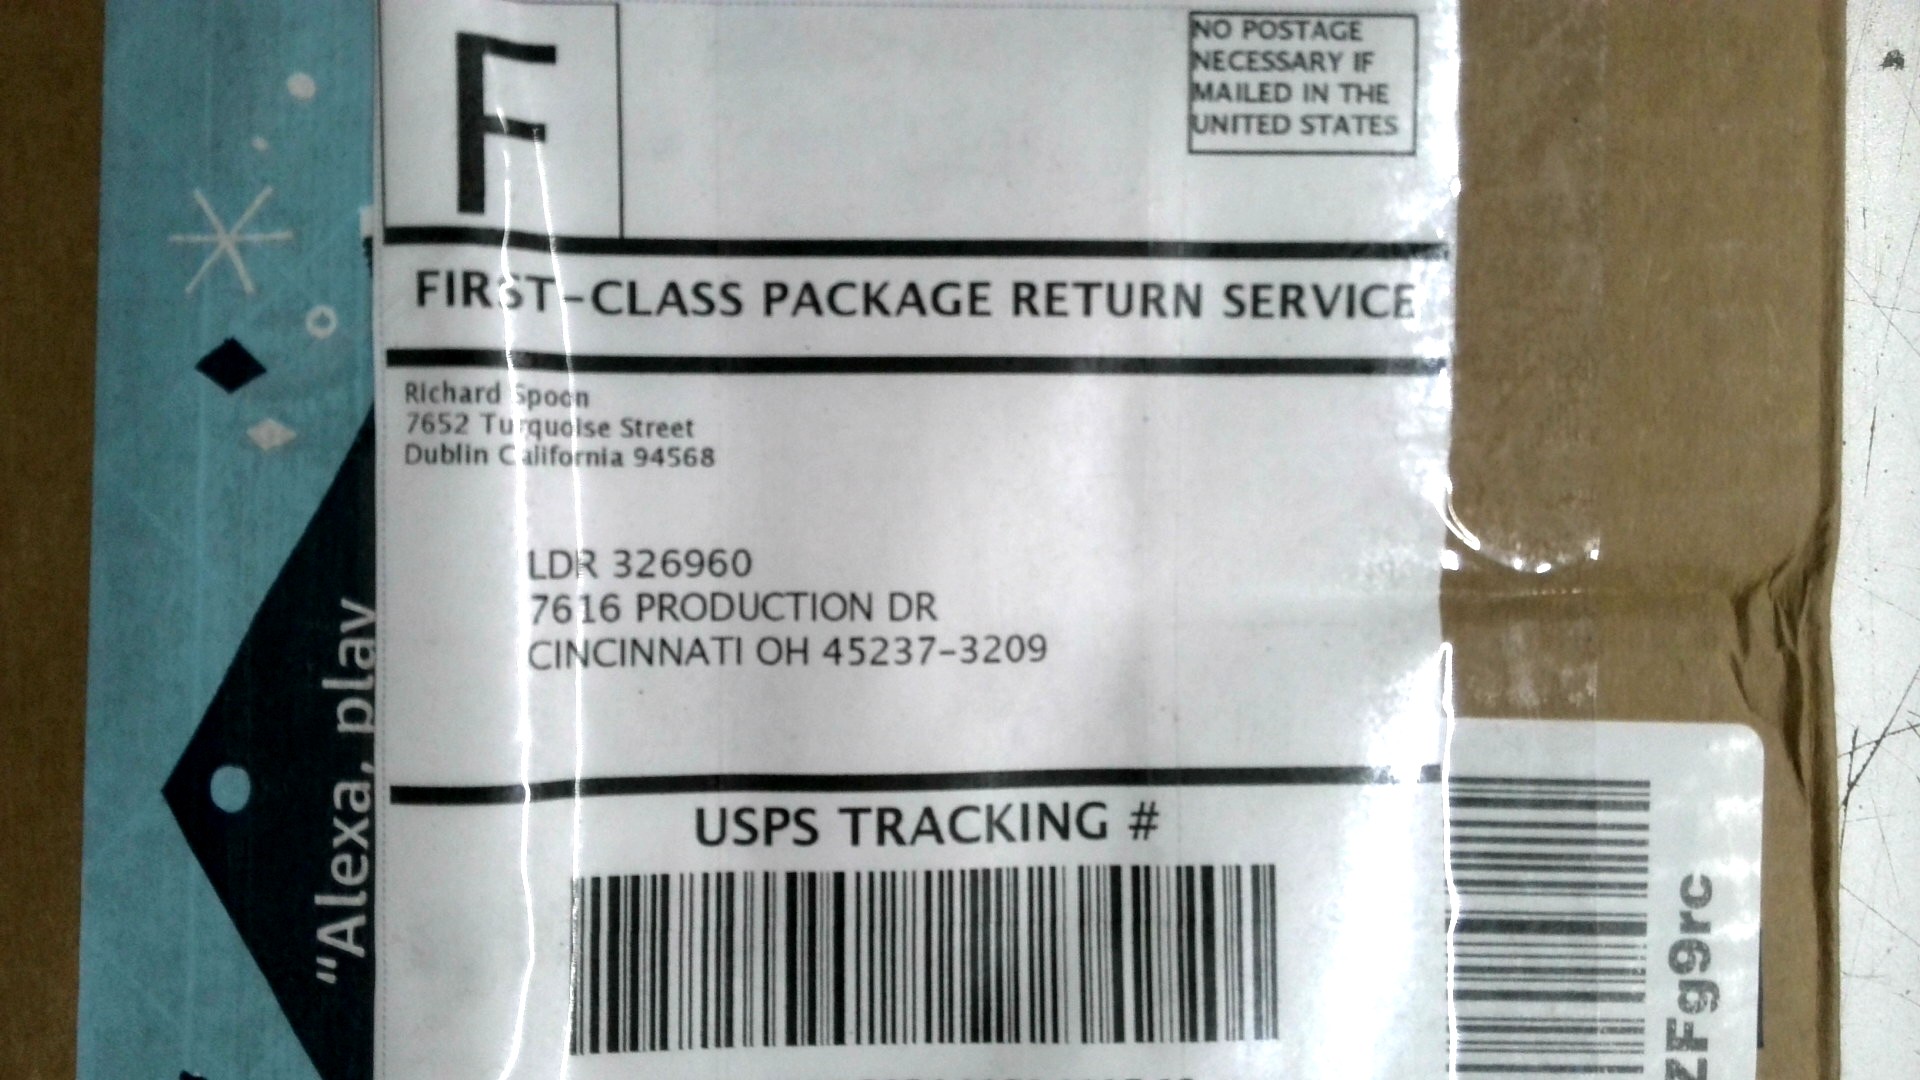 F
NO POSTAGE
NECESSARY IF
MAILED IN THE
UNITED STATES
FIRST-CLASS PACKAGE RETURN SERVICE
Richard Spoon
7652 Turquoise Street
Dublin California 94568
LDR 326960
7616 PRODUCTION DR
CINCINNATI OH 45237-3209
USPS TRACKING #
"Alexa, play
ZFg9rc